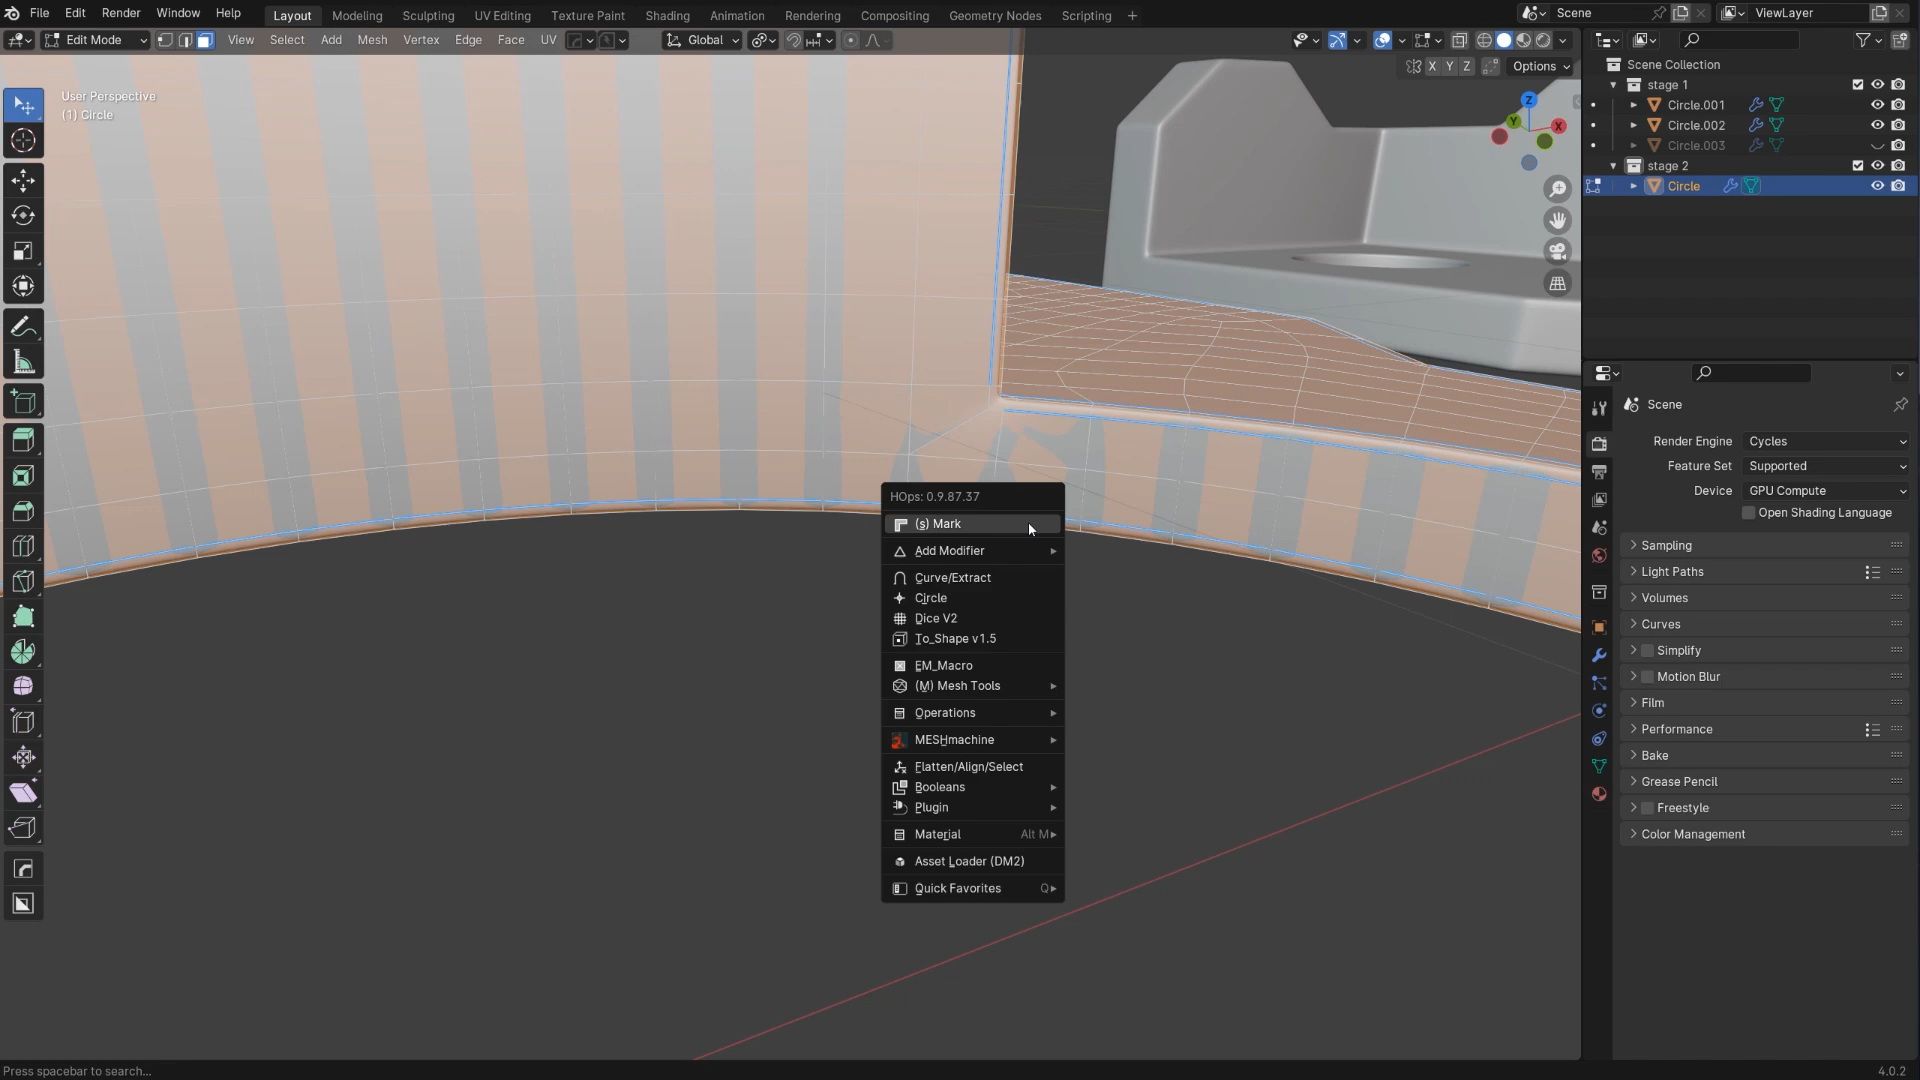 File Edit Render Window Help Layout Modeling Sculpting UV Editing Texture Paint Shading Animation Rendering Compositing Geometry Nodes Scripting + Scene ViewLayer
Edit Mode View Select Add Mesh Vertex Edge Face UV Global
X Y Z Options
User Perspective
(1) Circle
Z
Y
X
HOps: 0.9.87.37
(s) Mark
Add Modifier
Curve/Extract
Circle
Dice V2
To_Shape v1.5
EM_Macro
(M) Mesh Tools
Operations
MESHmachine
Flatten/Align/Select
Booleans
Plugin
Material Alt M
Asset Loader (DM2)
Quick Favorites Q
Scene Collection
stage 1
Circle.001
Circle.002
Circle.003
stage 2
Circle
Scene
Render Engine Cycles
Feature Set Supported
Device GPU Compute
Open Shading Language
Sampling
Light Paths
Volumes
Curves
Simplify
Motion Blur
Film
Performance
Bake
Grease Pencil
Freestyle
Color Management
Press spacebar to search...
4.0.2